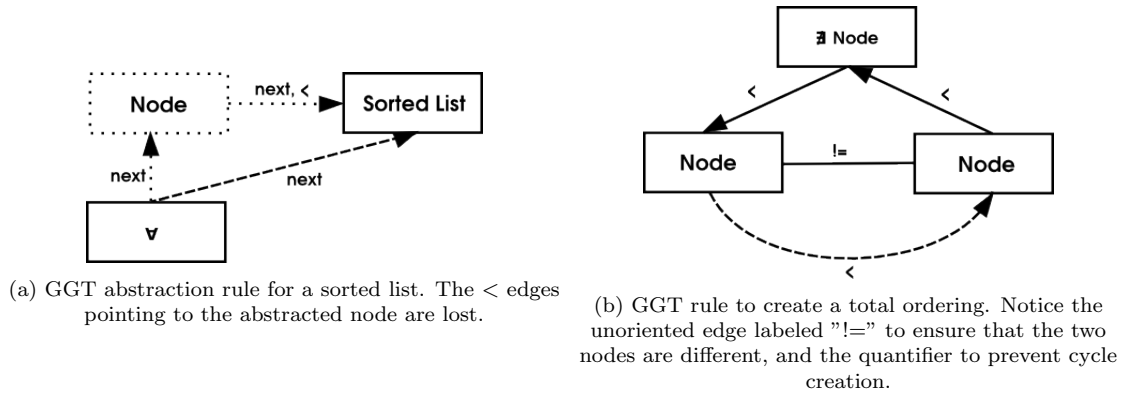 Node
next, <
Sorted List
next
next
∀
(a) GGT abstraction rule for a sorted list. The < edges
pointing to the abstracted node are lost.
∄ Node
<
<
Node
!=
Node
<
(b) GGT rule to create a total ordering. Notice the
unoriented edge labeled ”!=” to ensure that the two
nodes are different, and the quantifier to prevent cycle
creation.